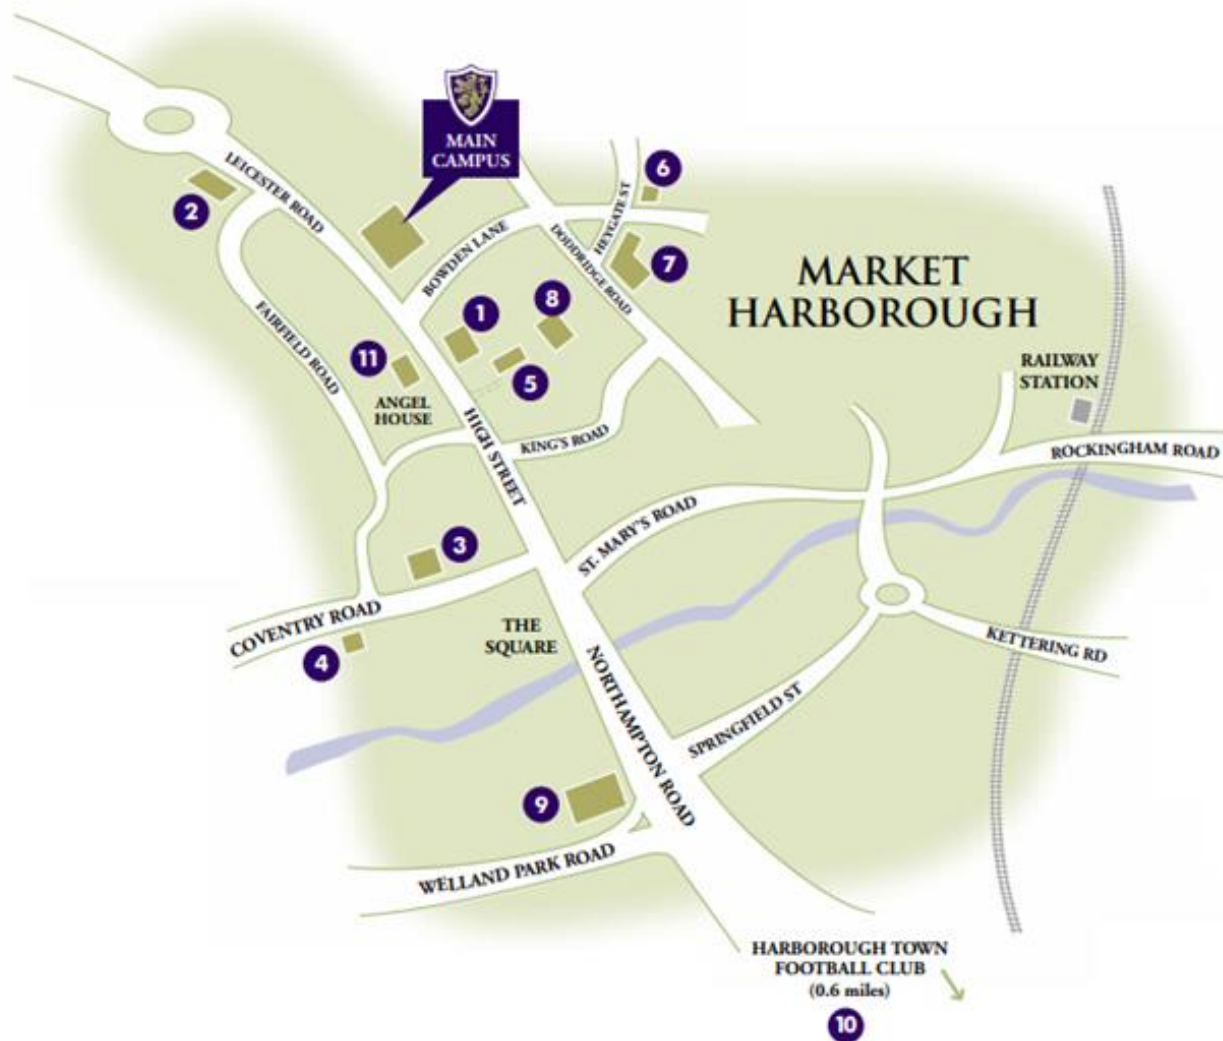 MAIN
CAMPUS
6
LEICESTER ROAD
2
HEYGATE ST
BOWDEN LANE
DODDRIDGE ROAD
7
MARKET
HARBOROUGH
8
1
FAIRFIELD ROAD
11
5
RAILWAY
STATION
ANGEL
HOUSE
HIGH STREET
KING'S ROAD
ROCKINGHAM ROAD
ST. MARY'S ROAD
3
COVENTRY ROAD
THE
SQUARE
4
KETTERING RD
NORTHAMPTON ROAD
SPRINGFIELD ST
9
WELLAND PARK ROAD
HARBOROUGH TOWN
FOOTBALL CLUB
(0.6 miles)
10